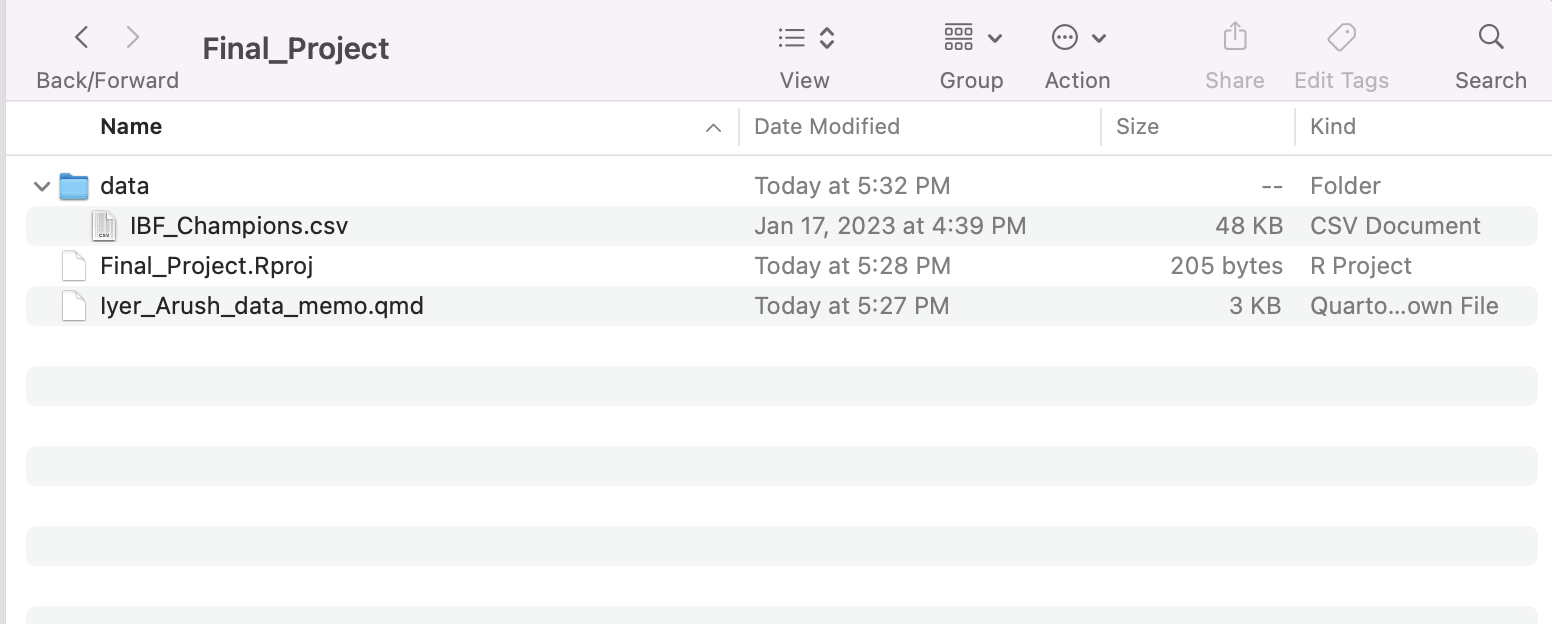 Final_Project
Back/Forward View Group Action Share Edit Tags Search
Name Date Modified Size Kind
data Today at 5:32 PM -- Folder
IBF_Champions.csv Jan 17, 2023 at 4:39 PM 48 KB CSV Document
Final_Project.Rproj Today at 5:28 PM 205 bytes R Project
Iyer_Arush_data_memo.qmd Today at 5:27 PM 3 KB Quarto...own File